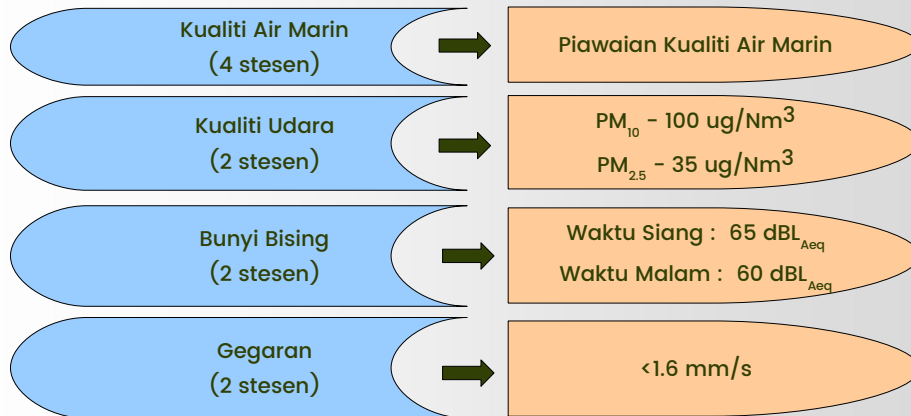 Kualiti Air Marin
(4 stesen)
Piawaian Kualiti Air Marin
Kualiti Udara
(2 stesen)
PM₁₀ - 100 ug/Nm³
PM₂.₅ - 35 ug/Nm³
Bunyi Bising
(2 stesen)
Waktu Siang : 65 dBL_Aeq
Waktu Malam : 60 dBL_Aeq
Gegaran
(2 stesen)
<1.6 mm/s